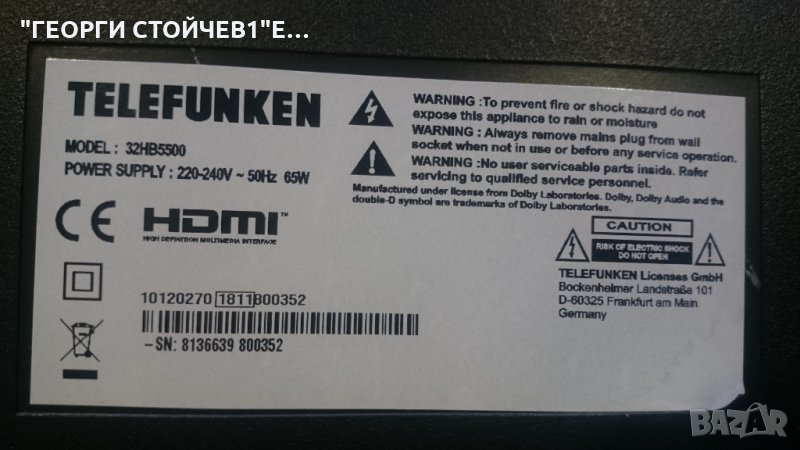 "ГЕОРГИ СТОЙЧЕВ1"Е...
TELEFUNKEN
MODEL : 32HB5500
POWER SUPPLY : 220-240V ~ 50Hz 65W
CE HDMI™
HIGH DEFINITION MULTIMEDIA INTERFACE
10120270 1811 800352
-SN: 8136639 800352
WARNING :To prevent fire or shock hazard do not
expose this appliance to rain or moisture
WARNING : Always remove mains plug from wall
socket when not in use or before any service operation.
WARNING :No user serviceable parts inside. Refer
servicing to qualified service personnel.
Manufactured under license from Dolby Laboratories. Dolby, Dolby Audio and the
double-D symbol are trademarks of Dolby Laboratories.
CAUTION
RISK OF ELECTRIC SHOCK
DO NOT OPEN
TELEFUNKEN Licenses GmbH
Bockenheimer Landstraße 101
D-60325 Frankfurt am Main
Germany
BAZAR